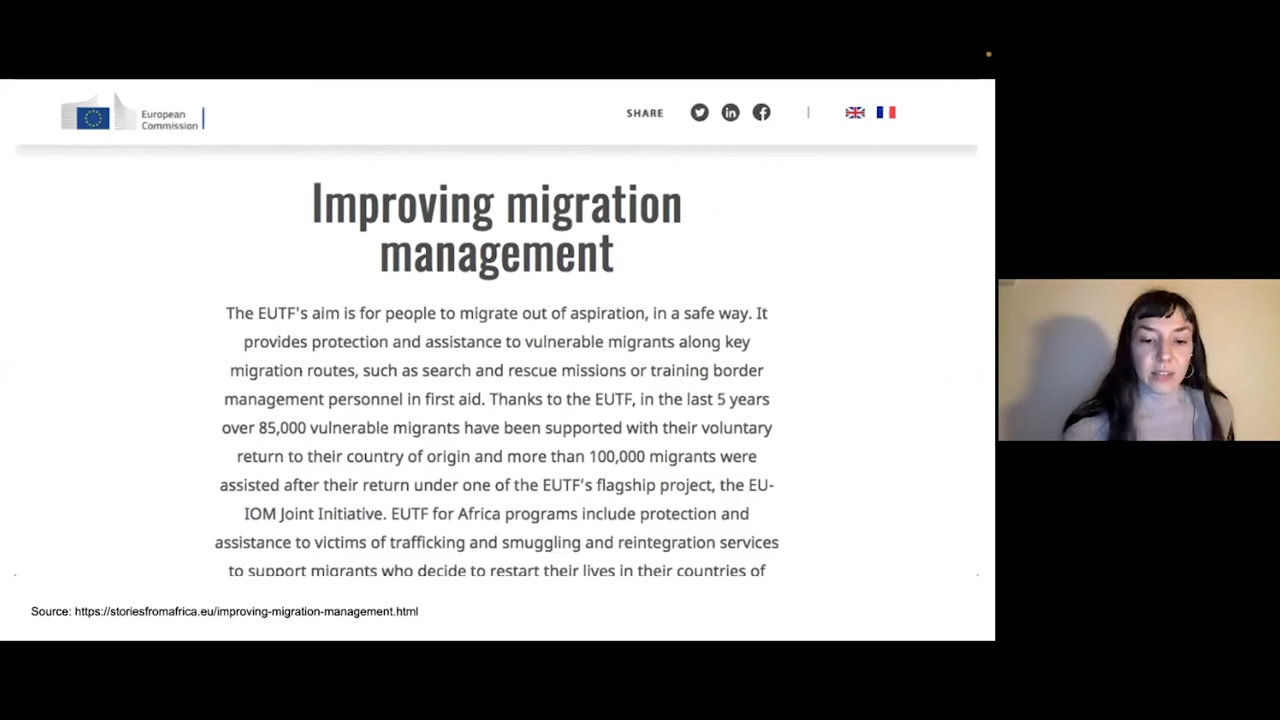 European
Commission
SHARE
Improving migration
management
The EUTF's aim is for people to migrate out of aspiration, in a safe way. It
provides protection and assistance to vulnerable migrants along key
migration routes, such as search and rescue missions or training border
management personnel in first aid. Thanks to the EUTF, in the last 5 years
over 85,000 vulnerable migrants have been supported with their voluntary
return to their country of origin and more than 100,000 migrants were
assisted after their return under one of the EUTF's flagship project, the EU-
IOM Joint Initiative. EUTF for Africa programs include protection and
assistance to victims of trafficking and smuggling and reintegration services
to support migrants who decide to restart their lives in their countries of
Source: https://storiesfromafrica.eu/improving-migration-management.html